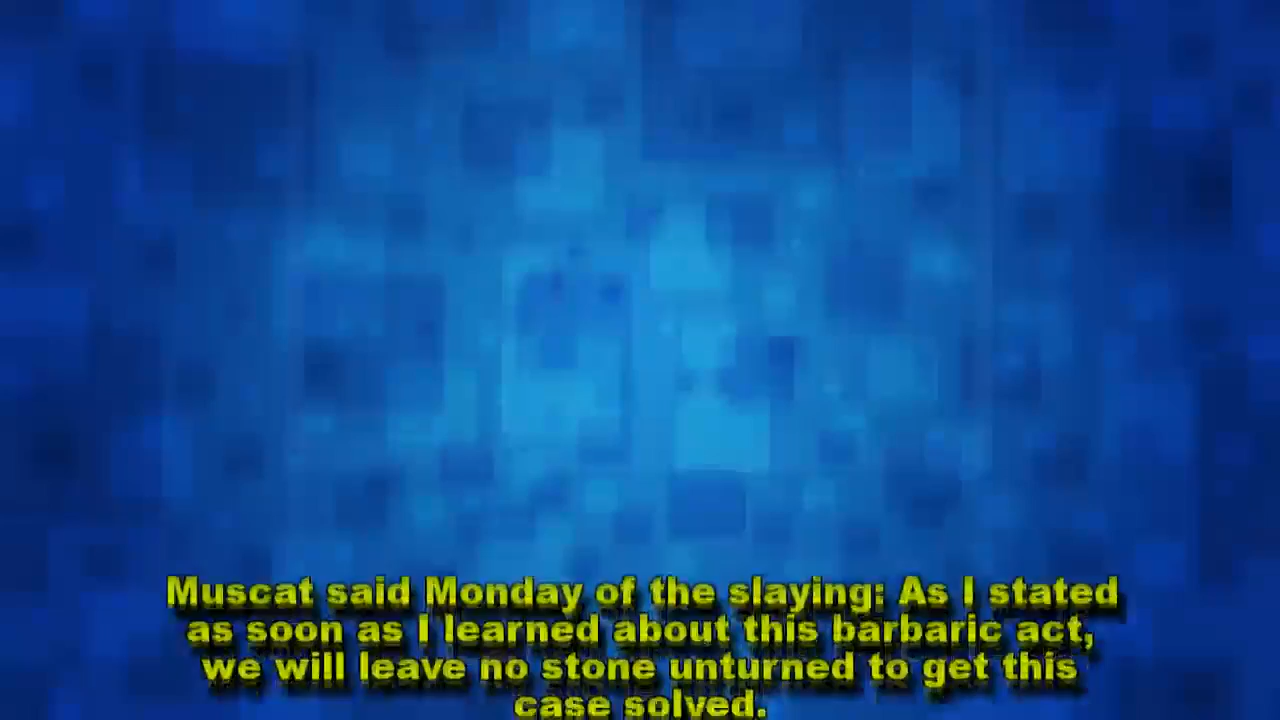 Muscat said Monday of the slaying: As I stated
as soon as I learned about this barbaric act,
we will leave no stone unturned to get this
case solved.